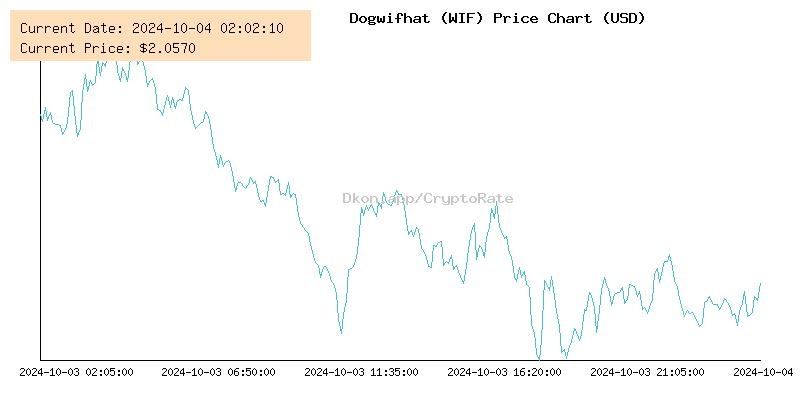 Dogwifhat (WIF) Price Chart (USD)
Current Date: 2024-10-04 02:02:10
Current Price: $2.0570
Dkon.app/CryptoRate
2024-10-03 02:05:00 2024-10-03 06:50:00 2024-10-03 11:35:00 2024-10-03 16:20:00 2024-10-03 21:05:00 2024-10-04